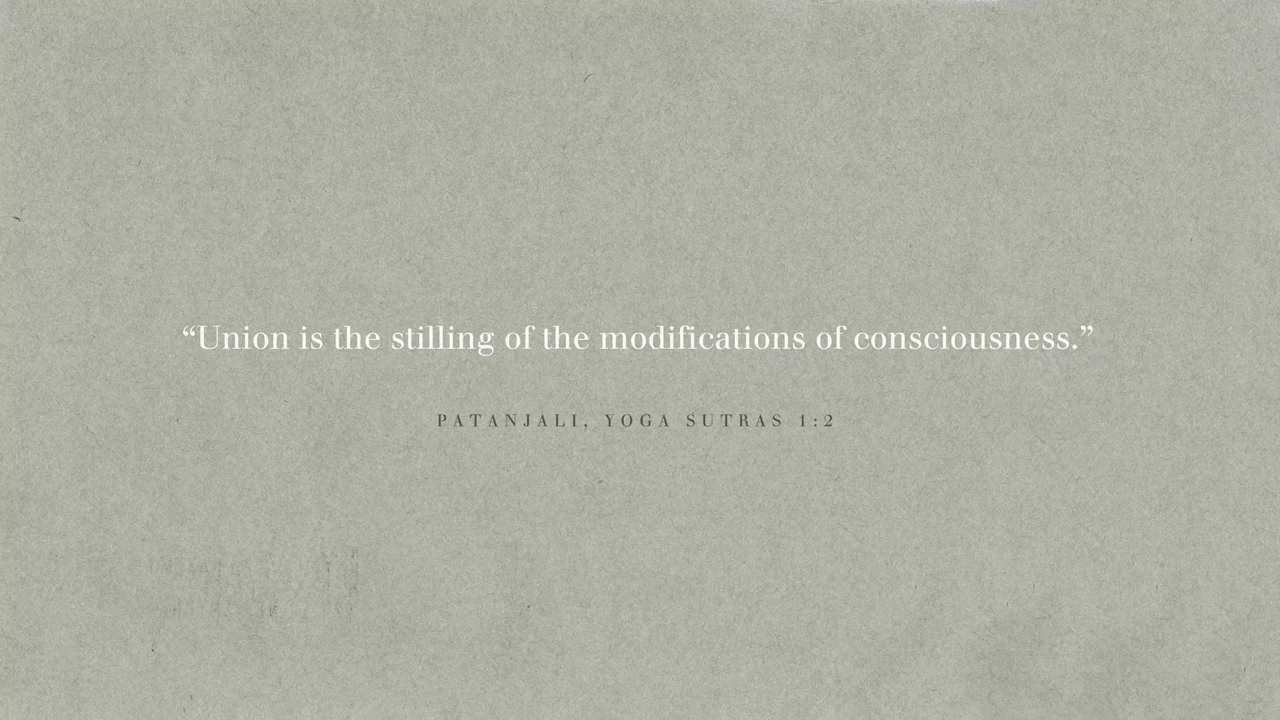 “Union is the stilling of the modifications of consciousness.”
PATANJALI, YOGA SUTRAS 1:2